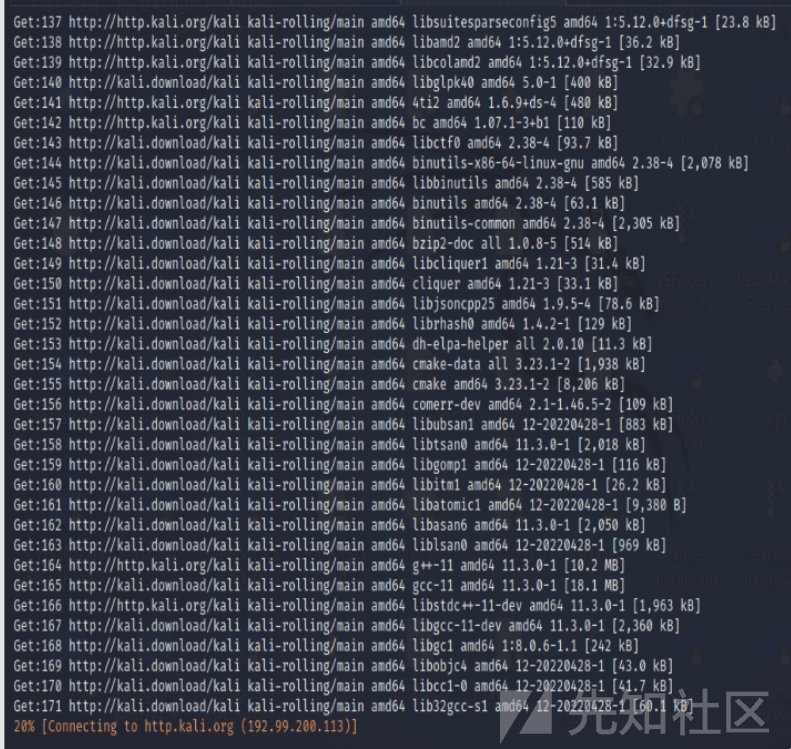 Get:137 http://http.kali.org/kali kali-rolling/main amd64 libsuitesparseconfig5 amd64 1:5.12.0+dfsg-1 [23.8 kB]
Get:138 http://http.kali.org/kali kali-rolling/main amd64 libamd2 amd64 1:5.12.0+dfsg-1 [36.2 kB]
Get:139 http://http.kali.org/kali kali-rolling/main amd64 libcolamd2 amd64 1:5.12.0+dfsg-1 [32.9 kB]
Get:140 http://kali.download/kali kali-rolling/main amd64 libglpk40 amd64 5.0-1 [400 kB]
Get:141 http://http.kali.org/kali kali-rolling/main amd64 4ti2 amd64 1.6.9+ds-4 [480 kB]
Get:142 http://http.kali.org/kali kali-rolling/main amd64 bc amd64 1.07.1-3+b1 [110 kB]
Get:143 http://kali.download/kali kali-rolling/main amd64 libctf0 amd64 2.38-4 [93.7 kB]
Get:144 http://kali.download/kali kali-rolling/main amd64 binutils-x86-64-linux-gnu amd64 2.38-4 [2,078 kB]
Get:145 http://kali.download/kali kali-rolling/main amd64 libbinutils amd64 2.38-4 [585 kB]
Get:146 http://kali.download/kali kali-rolling/main amd64 binutils amd64 2.38-4 [63.1 kB]
Get:147 http://kali.download/kali kali-rolling/main amd64 binutils-common amd64 2.38-4 [2,305 kB]
Get:148 http://kali.download/kali kali-rolling/main amd64 bzip2-doc all 1.0.8-5 [514 kB]
Get:149 http://kali.download/kali kali-rolling/main amd64 libcliquer1 amd64 1.21-3 [31.4 kB]
Get:150 http://kali.download/kali kali-rolling/main amd64 cliquer amd64 1.21-3 [33.1 kB]
Get:151 http://kali.download/kali kali-rolling/main amd64 libjsoncpp25 amd64 1.9.5-4 [78.6 kB]
Get:152 http://kali.download/kali kali-rolling/main amd64 librhash0 amd64 1.4.2-1 [129 kB]
Get:153 http://kali.download/kali kali-rolling/main amd64 dh-elpa-helper all 2.0.10 [11.3 kB]
Get:154 http://kali.download/kali kali-rolling/main amd64 cmake-data all 3.23.1-2 [1,938 kB]
Get:155 http://kali.download/kali kali-rolling/main amd64 cmake amd64 3.23.1-2 [8,206 kB]
Get:156 http://kali.download/kali kali-rolling/main amd64 comerr-dev amd64 2.1-1.46.5-2 [109 kB]
Get:157 http://kali.download/kali kali-rolling/main amd64 libubsan1 amd64 12-20220428-1 [883 kB]
Get:158 http://kali.download/kali kali-rolling/main amd64 libtsan0 amd64 11.3.0-1 [2,018 kB]
Get:159 http://kali.download/kali kali-rolling/main amd64 libgomp1 amd64 12-20220428-1 [116 kB]
Get:160 http://kali.download/kali kali-rolling/main amd64 libitm1 amd64 12-20220428-1 [26.2 kB]
Get:161 http://kali.download/kali kali-rolling/main amd64 libatomic1 amd64 12-20220428-1 [9,380 B]
Get:162 http://kali.download/kali kali-rolling/main amd64 libasan6 amd64 11.3.0-1 [2,050 kB]
Get:163 http://kali.download/kali kali-rolling/main amd64 liblsan0 amd64 12-20220428-1 [969 kB]
Get:164 http://http.kali.org/kali kali-rolling/main amd64 g++-11 amd64 11.3.0-1 [10.2 MB]
Get:165 http://kali.download/kali kali-rolling/main amd64 gcc-11 amd64 11.3.0-1 [18.1 MB]
Get:166 http://http.kali.org/kali kali-rolling/main amd64 libstdc++-11-dev amd64 11.3.0-1 [1,963 kB]
Get:167 http://kali.download/kali kali-rolling/main amd64 libgcc-11-dev amd64 11.3.0-1 [2,360 kB]
Get:168 http://http.kali.org/kali kali-rolling/main amd64 libgc1 amd64 1:8.0.6-1.1 [242 kB]
Get:169 http://kali.download/kali kali-rolling/main amd64 libobjc4 amd64 12-20220428-1 [43.0 kB]
Get:170 http://kali.download/kali kali-rolling/main amd64 libcc1-0 amd64 12-20220428-1 [41.7 kB]
Get:171 http://kali.download/kali kali-rolling/main amd64 lib32gcc-s1 amd64 12-20220428-1 [60.1 kB]
20% [Connecting to http.kali.org (192.99.200.113)]
先知社区